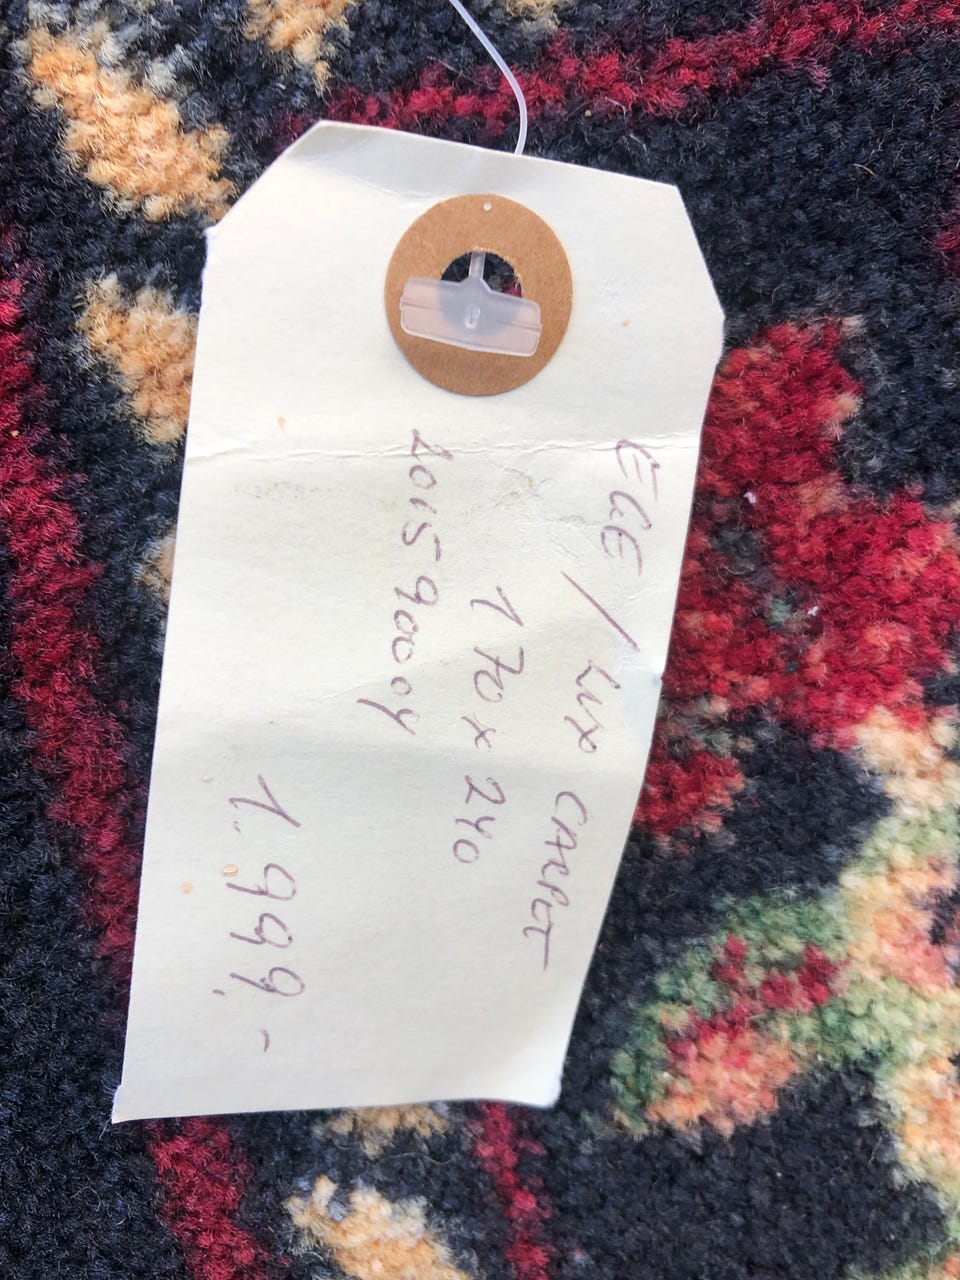 EGE / LUX CARPET
170 x 240
20159004
1.999,-